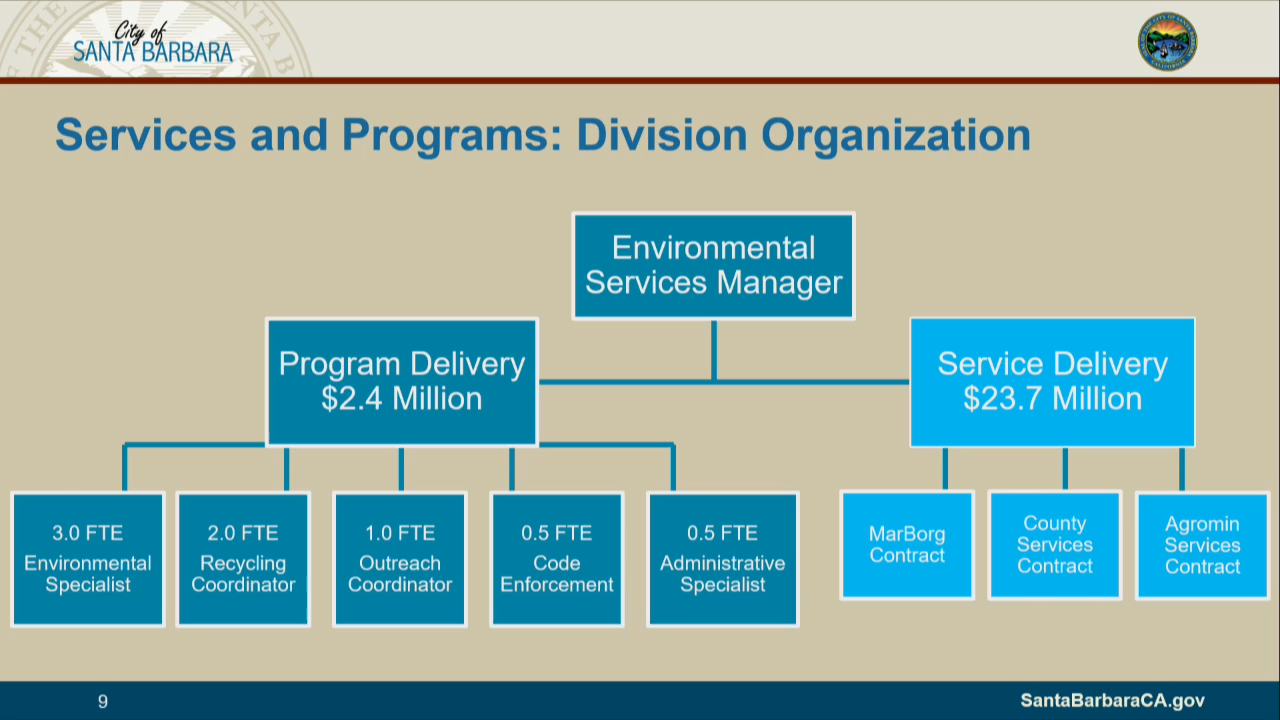 City of
SANTA BARBARA
Services and Programs: Division Organization
Environmental
Services Manager
Program Delivery
$2.4 Million
Service Delivery
$23.7 Million
3.0 FTE
Environmental
Specialist
2.0 FTE
Recycling
Coordinator
1.0 FTE
Outreach
Coordinator
0.5 FTE
Code
Enforcement
0.5 FTE
Administrative
Specialist
MarBorg
Contract
County
Services
Contract
Agromin
Services
Contract
9
SantaBarbaraCA.gov